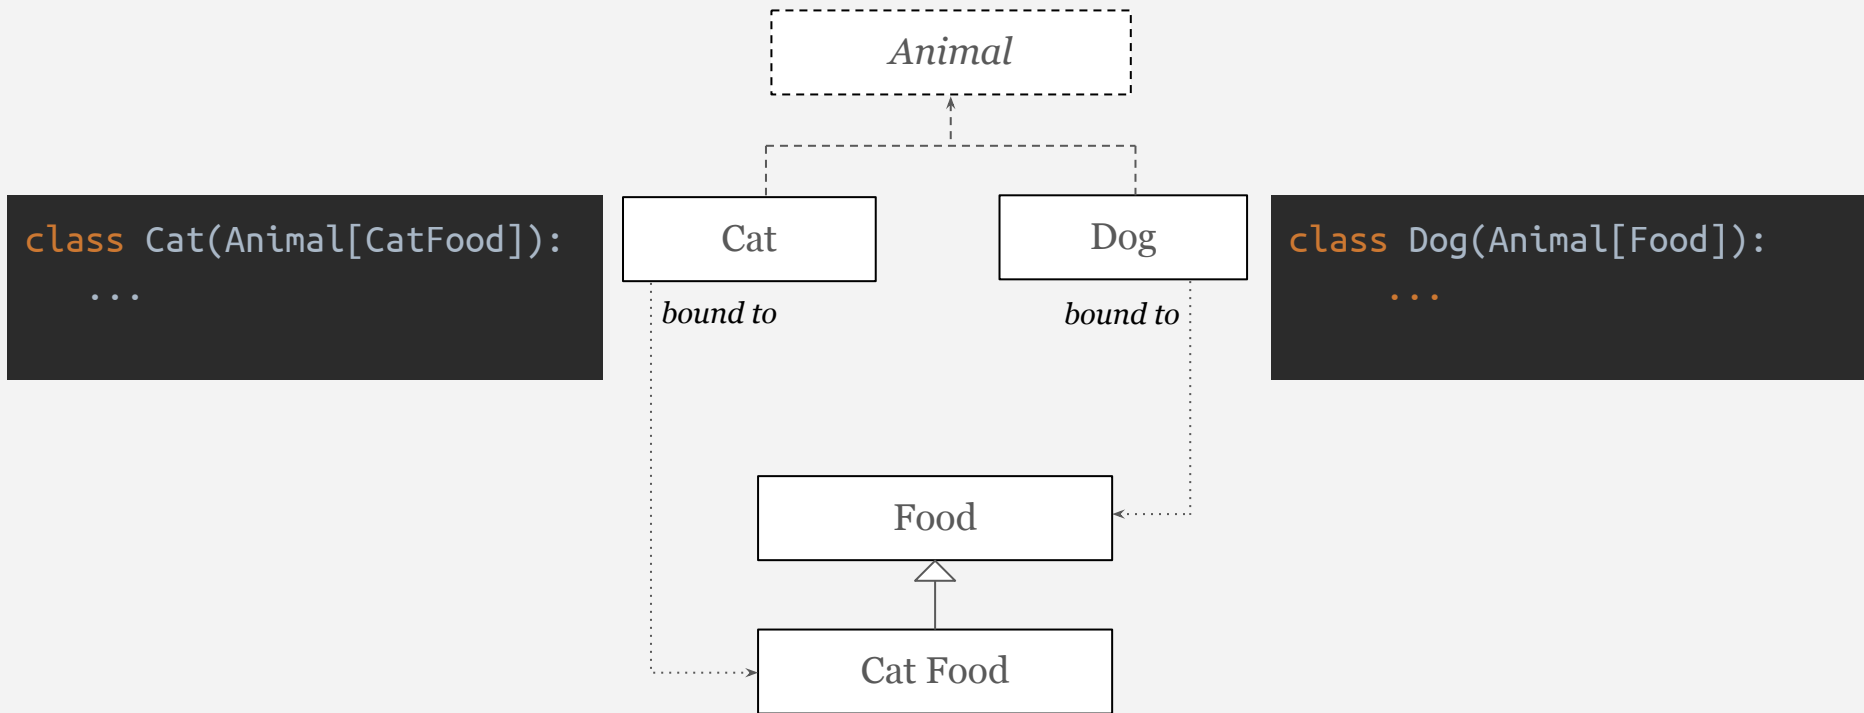 Animal
class Cat(Animal[CatFood]):
...
Cat
bound to
Dog
bound to
class Dog(Animal[Food]):
...
Food
Cat Food